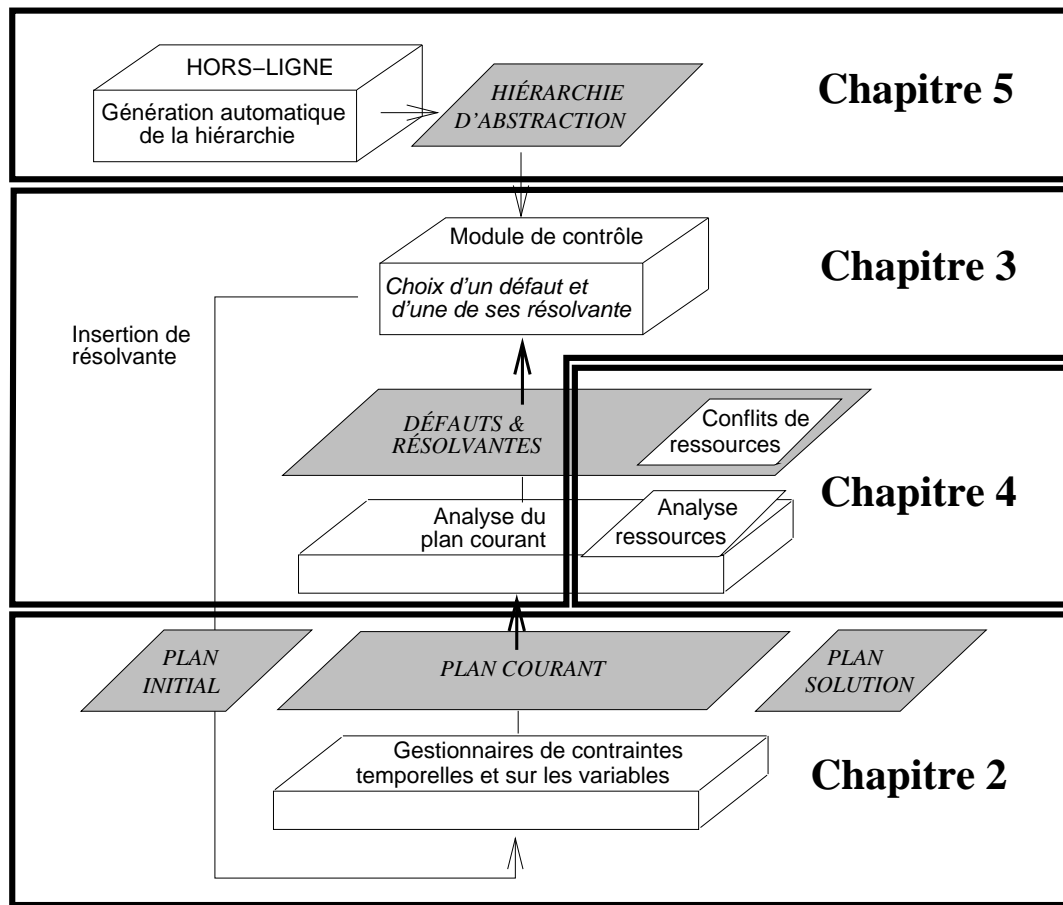 HORS–LIGNE
Génération automatique
de la hiérarchie
HIÉRARCHIE
D'ABSTRACTION
Chapitre 5
Module de contrôle
Choix d'un défaut et
d'une de ses résolvante
Chapitre 3
Insertion de
résolvante
DÉFAUTS &
RÉSOLVANTES
Conflits de
ressources
Analyse du
plan courant
Analyse
ressources
Chapitre 4
PLAN
INITIAL
PLAN COURANT
PLAN
SOLUTION
Gestionnaires de contraintes
temporelles et sur les variables
Chapitre 2